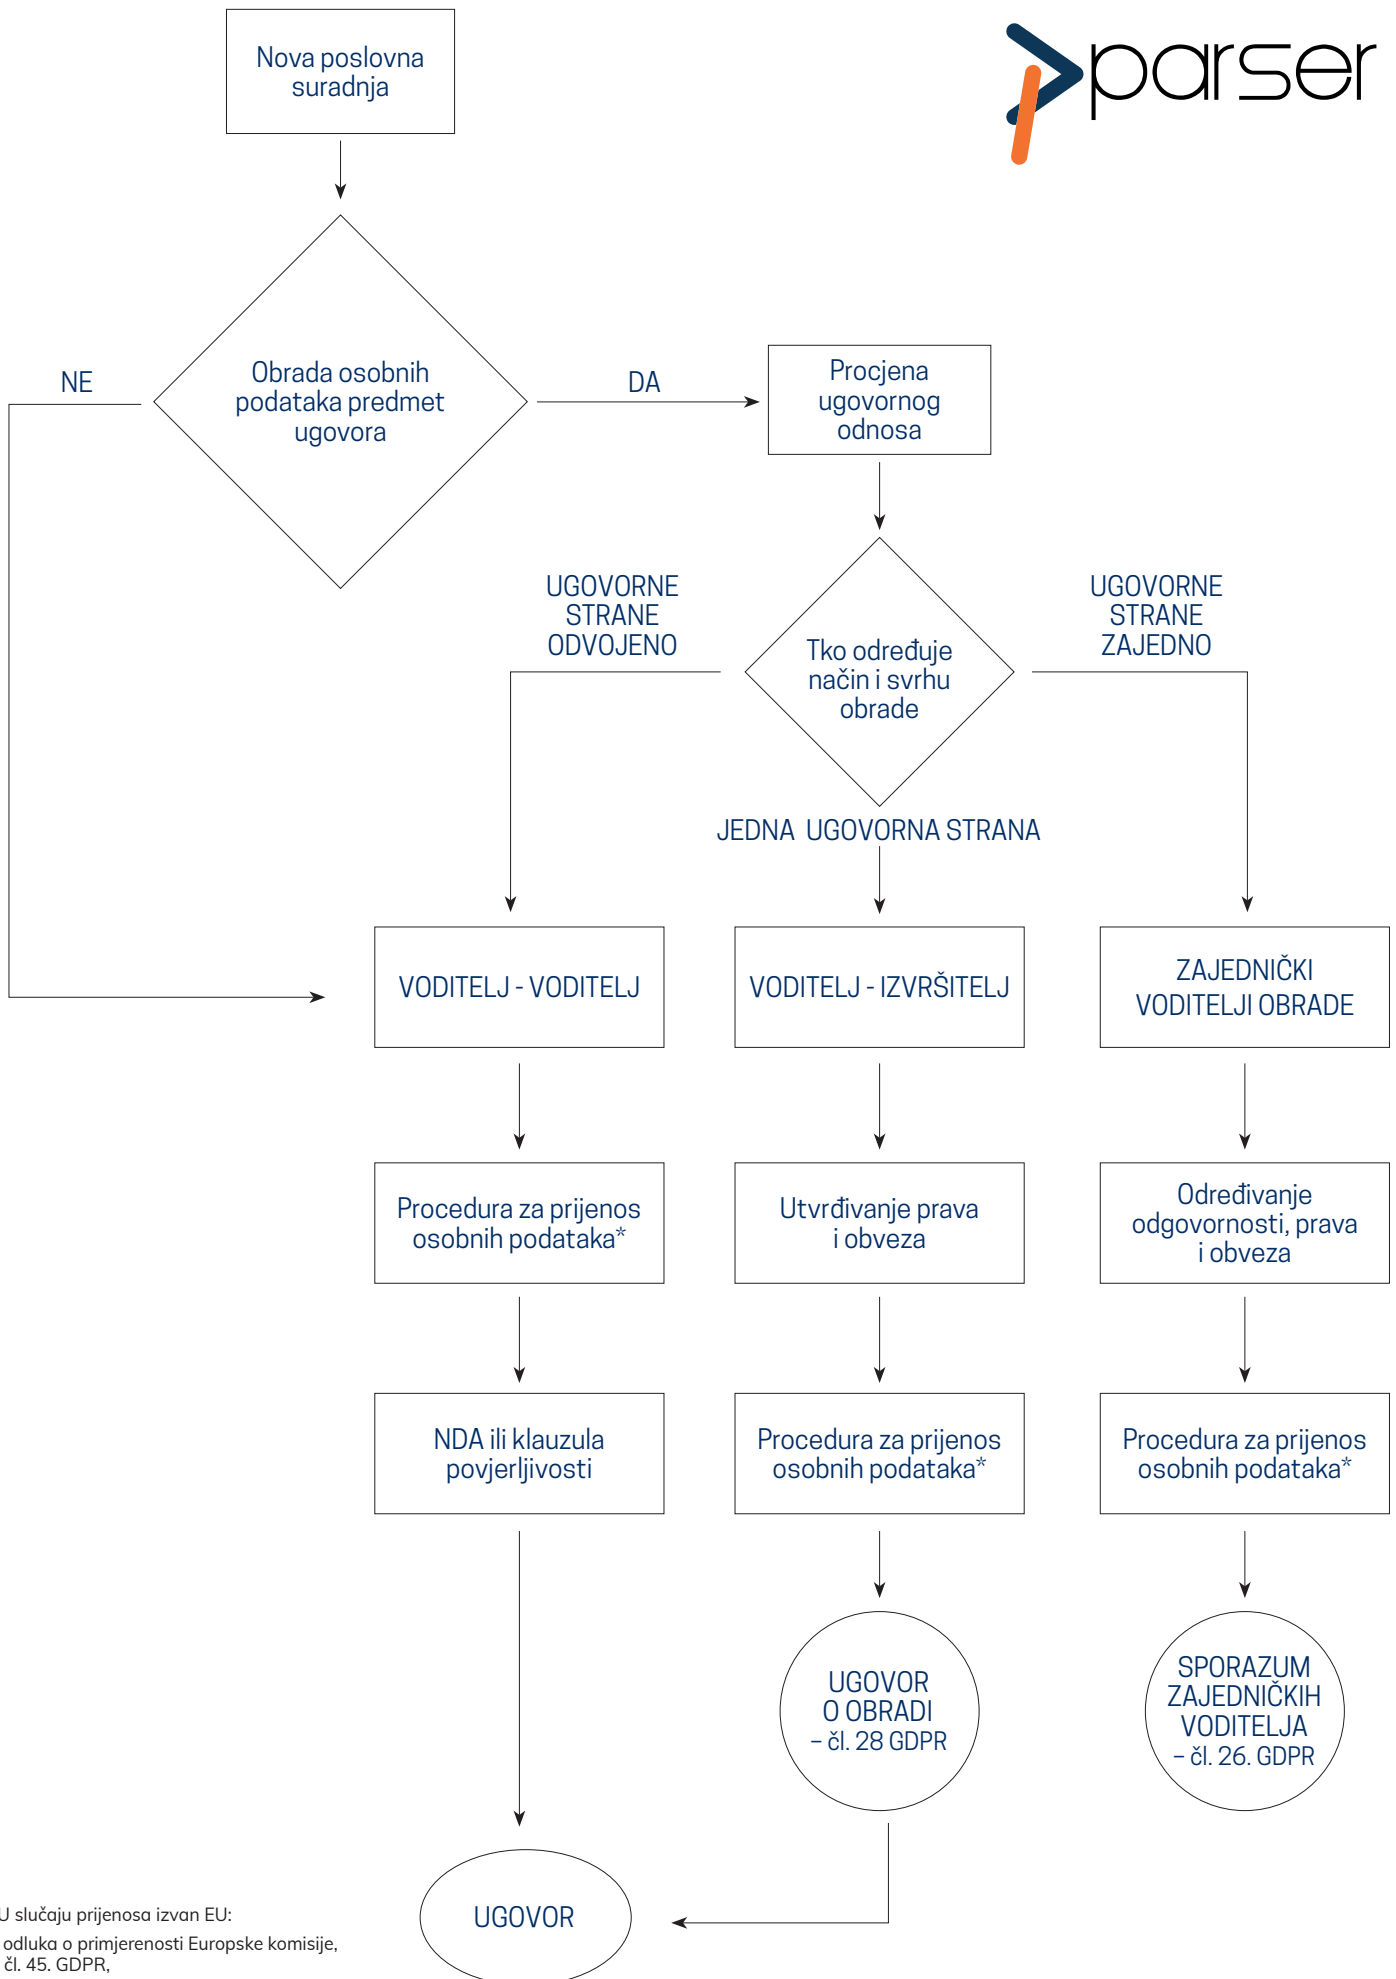 Nova poslovna
suradnja
parser
NE
Obrada osobnih
podataka predmet
ugovora
DA
Procjena
ugovornog
odnosa
UGOVORNE
STRANE
ODVOJENO
Tko određuje
način i svrhu
obrade
UGOVORNE
STRANE
ZAJEDNO
JEDNA UGOVORNA STRANA
VODITELJ - VODITELJ
VODITELJ - IZVRŠITELJ
ZAJEDNIČKI
VODITELJI OBRADE
Procedura za prijenos
osobnih podataka*
Utvrđivanje prava
i obveza
Određivanje
odgovornosti, prava
i obveza
NDA ili klauzula
povjerljivosti
Procedura za prijenos
osobnih podataka*
Procedura za prijenos
osobnih podataka*
UGOVOR
O OBRADI
– čl. 28 GDPR
SPORAZUM
ZAJEDNIČKIH
VODITELJA
– čl. 26. GDPR
UGOVOR
U slučaju prijenosa izvan EU:
odluka o primjerenosti Europske komisije,
čl. 45. GDPR,